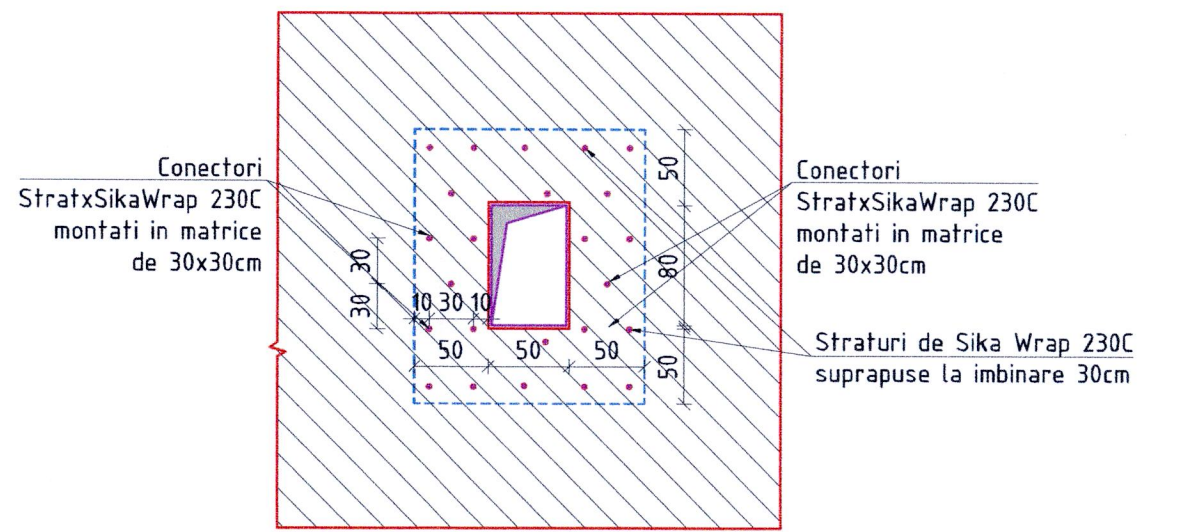 Conectori
StratxSikaWrap 230C
montati in matrice
de 30x30cm
Conectori
StratxSikaWrap 230C
montati in matrice
de 30x30cm
Straturi de Sika Wrap 230C
suprapuse la imbinare 30cm
50
80
50
30
30
10 30 10
50 50 50